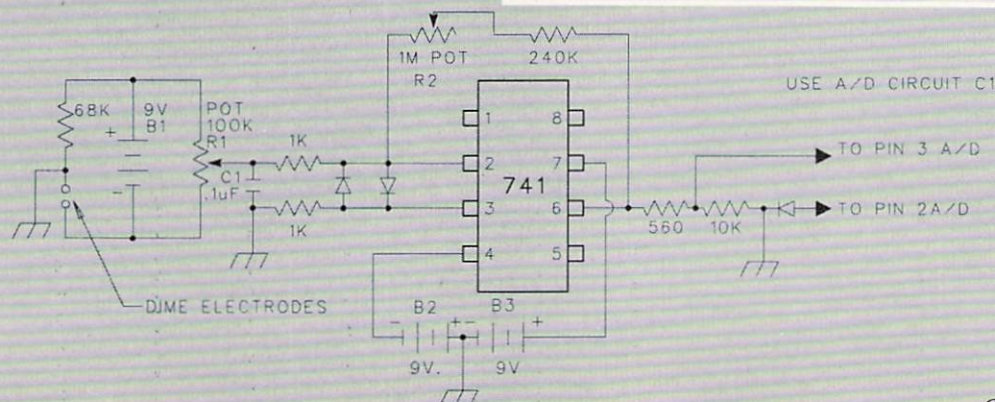 1M POT
R2
240K
USE A/D CIRCUIT C1
68K
9V
B1
+
-
POT
100K
R1
C1
.1uF
1K
1K
1
2
3
4
741
8
7
6
5
TO PIN 3 A/D
TO PIN 2A/D
560
10K
DIME ELECTRODES
B2
B3
-
+
-
+
9V.
9V